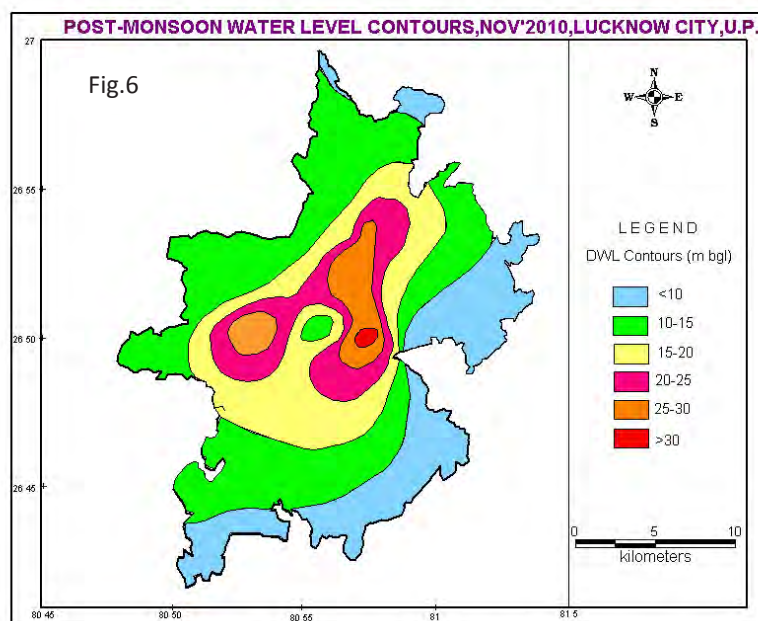 POST-MONSOON WATER LEVEL CONTOURS,NOV'2010,LUCKNOW CITY,U.P.
27
Fig.6
N
W E
S
26 55
LEGEND
DWL Contours (m bgl)
<10
10-15
26 50
15-20
20-25
25-30
>30
26 45
0 5 10
kilometers
80 45 80 50 80 55 81 81 5